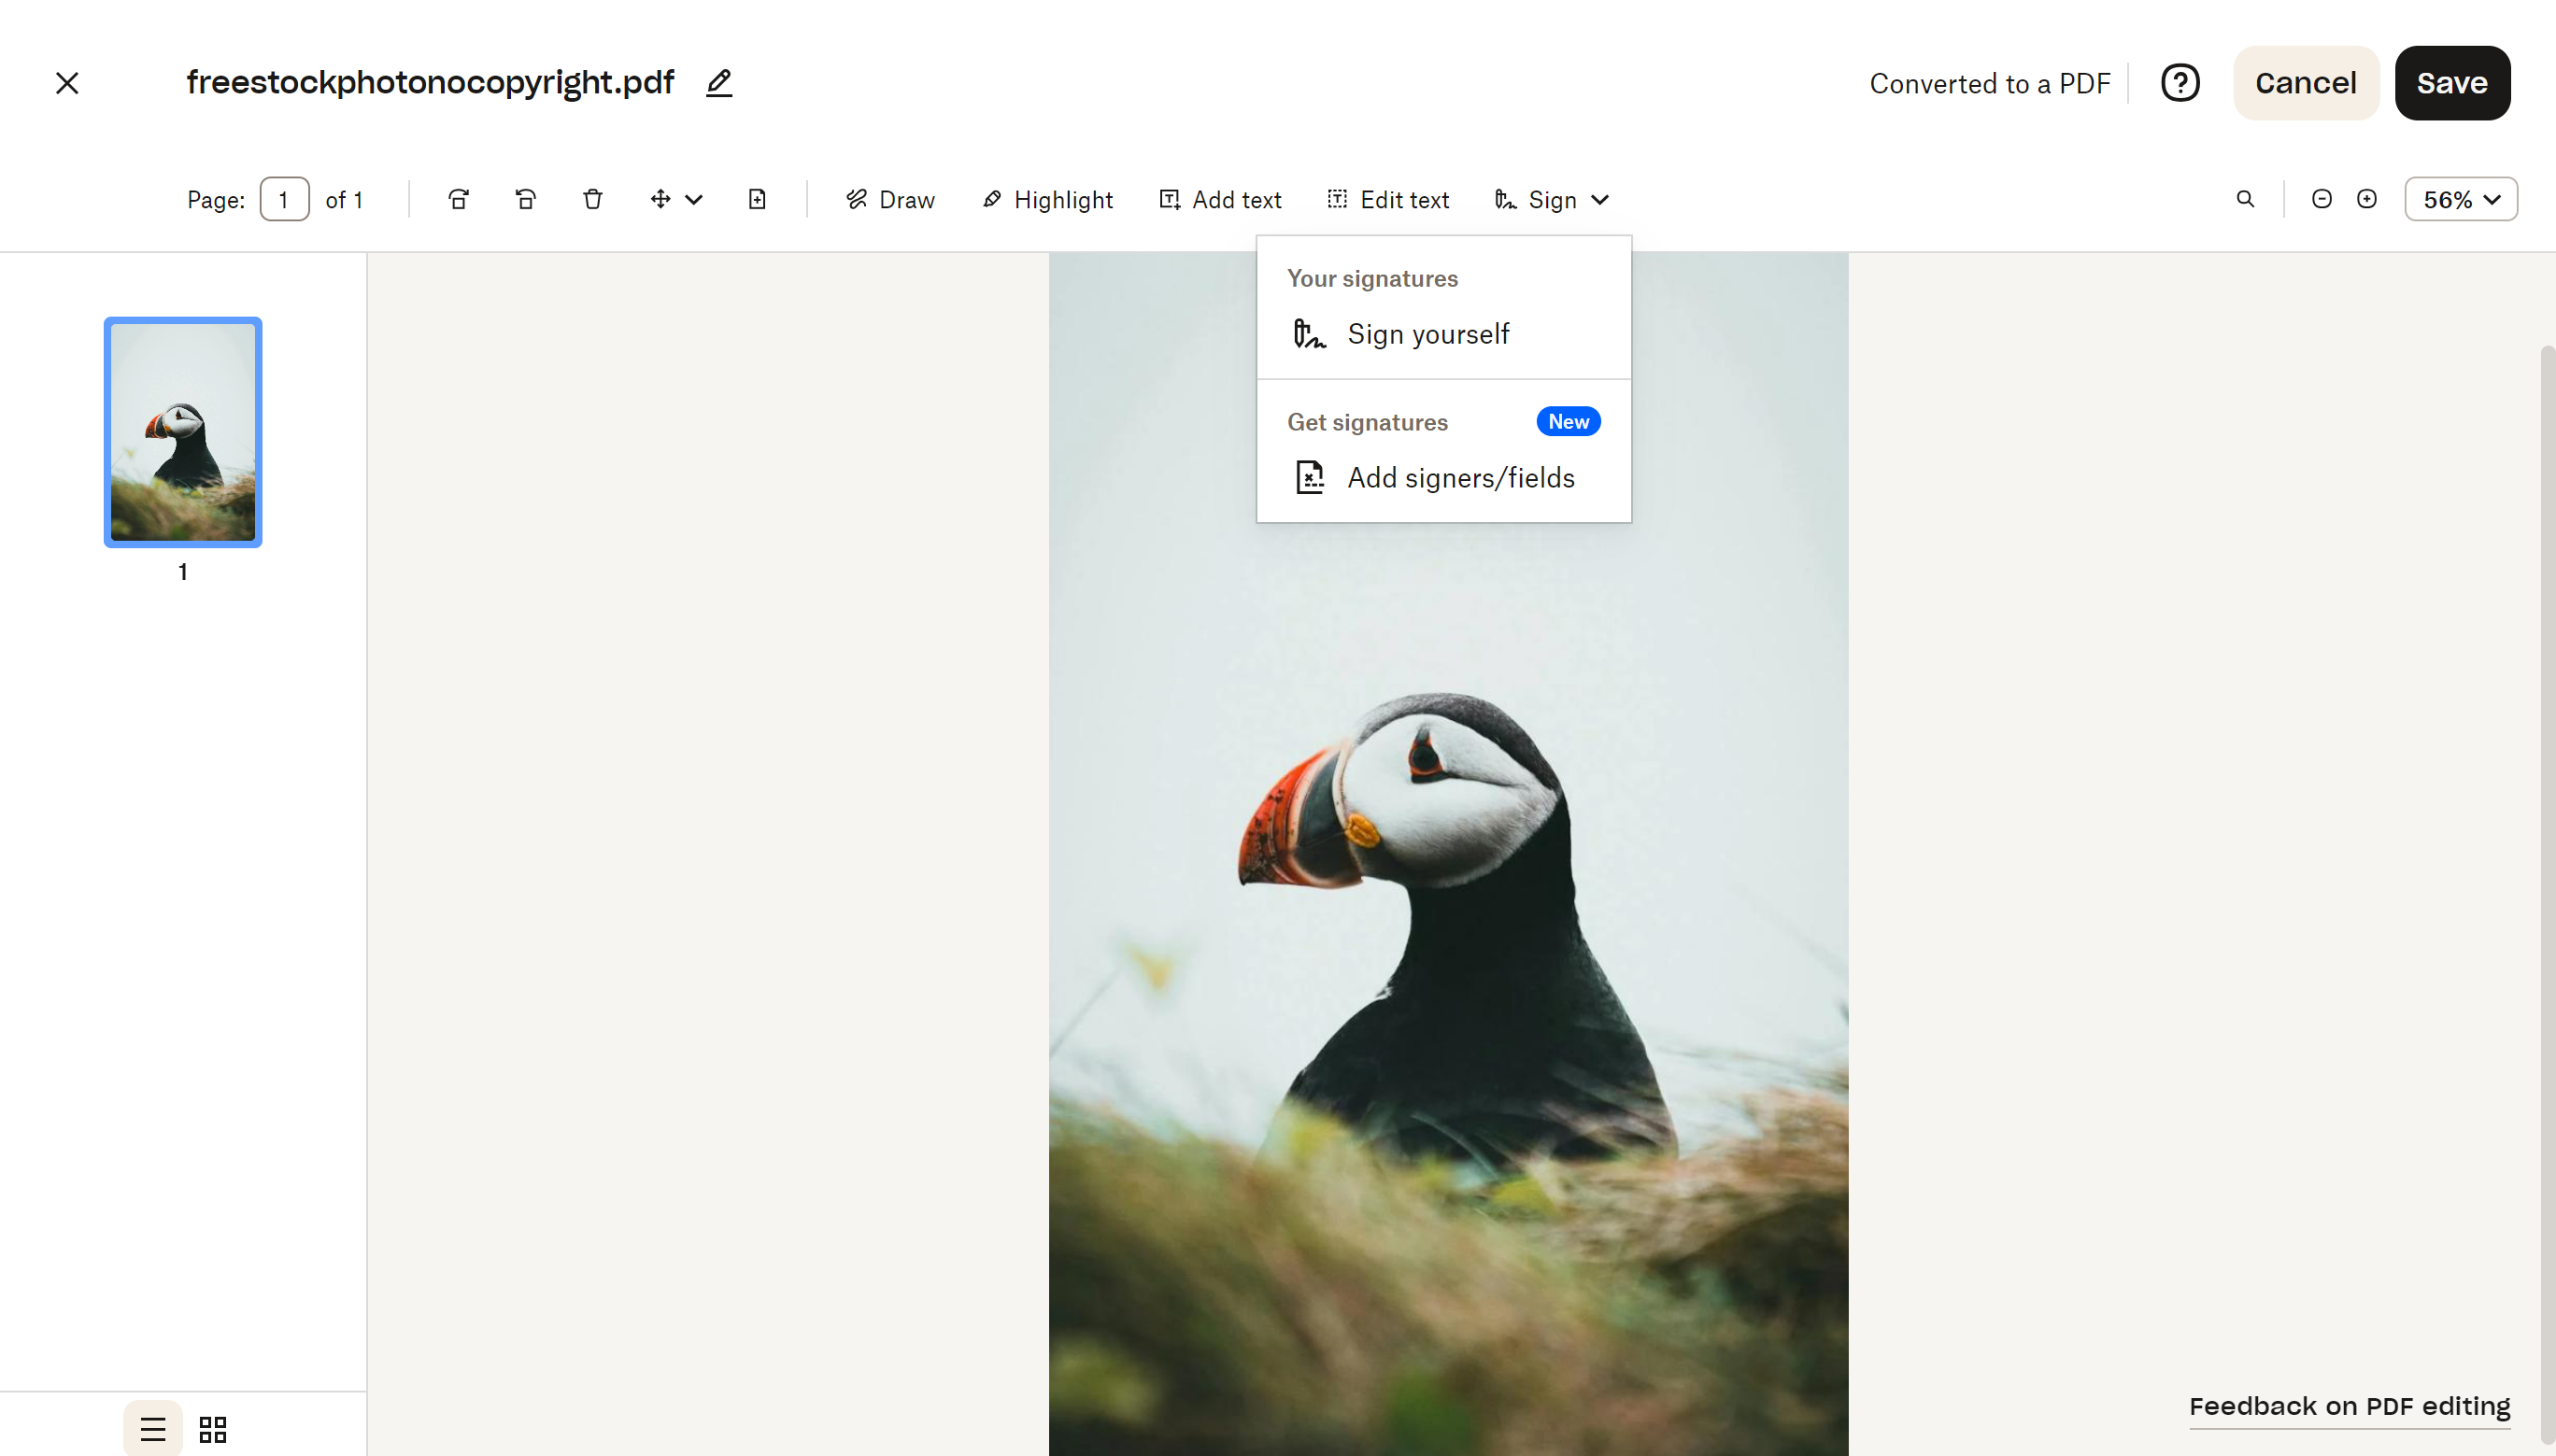 freestockphotonocopyright.pdf
Converted to a PDF
Cancel
Save
Page: 1 of 1
Draw
Highlight
Add text
Edit text
Sign
56%
Your signatures
Sign yourself
Get signatures New
Add signers/fields
1
Feedback on PDF editing